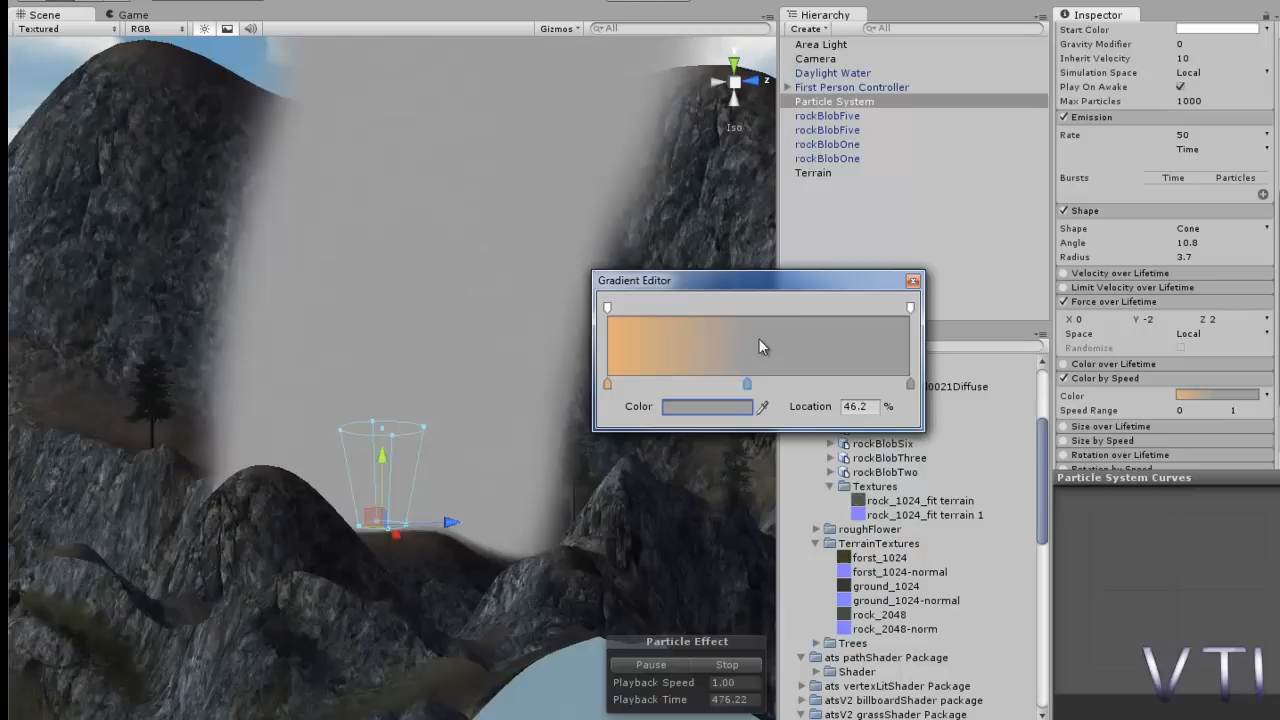 Scene
Game
Textured
RGB
Gizmos
All
y
z
Iso
Particle Effect
Pause
Stop
Playback Speed 1.00
Playback Time 476.22
Hierarchy
Create
All
Area Light
Camera
Daylight Water
First Person Controller
Particle System
rockBlobFive
rockBlobFive
rockBlobOne
rockBlobOne
Terrain
Gradient Editor
Color
Location 46.2 %
0021Diffuse
rockBlobSix
rockBlobThree
rockBlobTwo
Textures
rock_1024_fit terrain
rock_1024_fit terrain 1
roughFlower
TerrainTextures
forst_1024
forst_1024-normal
ground_1024
ground_1024-normal
rock_2048
rock_2048-norm
Trees
ats pathShader Package
Shader
ats vertexLitShader Package
atsV2 billboardShader package
atsV2 grassShader package
Inspector
Start Color
Gravity Modifier 0
Inherit Velocity 10
Simulation Space Local
Play On Awake
Max Particles 1000
Emission
Rate 50
Time
Bursts Time Particles
Shape
Shape Cone
Angle 10.8
Radius 3.7
Velocity over Lifetime
Limit Velocity over Lifetime
Force over Lifetime
X 0 Y -2 Z 2
Space Local
Randomize
Color over Lifetime
Color by Speed
Color
Speed Range 0 1
Size over Lifetime
Size by Speed
Rotation over Lifetime
Rotation by Speed
Particle System Curves
VTI